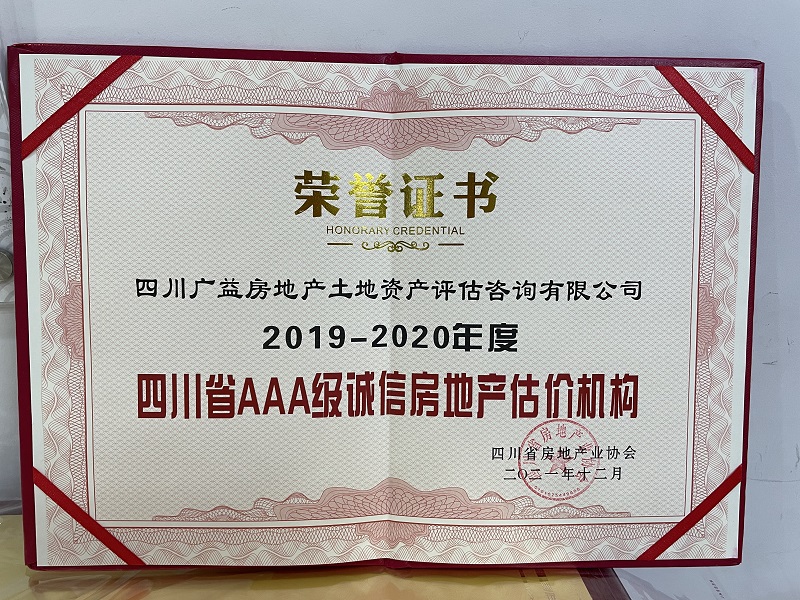 荣誉证书
HONORARY CREDENTIAL
四川广益房地产土地资产评估咨询有限公司
2019-2020年度
四川省AAA级诚信房地产估价机构
四川省房地产业协会
二〇二一年十二月